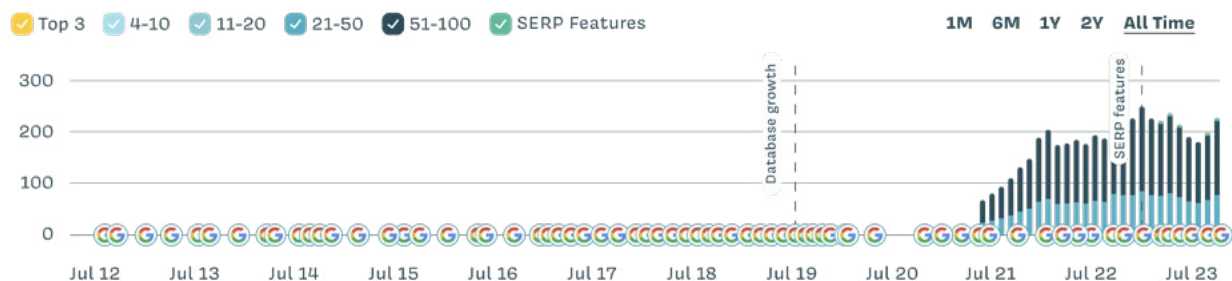 Top 3 4-10 11-20 21-50 51-100 SERP Features 1M 6M 1Y 2Y All Time
300
200
100
0
Database growth
SERP features
Jul 12 Jul 13 Jul 14 Jul 15 Jul 16 Jul 17 Jul 18 Jul 19 Jul 20 Jul 21 Jul 22 Jul 23